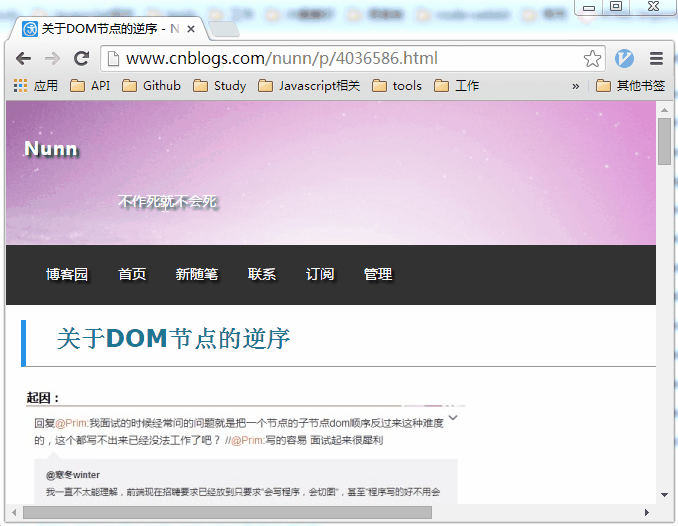 关于DOM节点的逆序 - N
www.cnblogs.com/nunn/p/4036586.html
应用 API Github Study Javascript相关 tools 工作 » 其他书签
Nunn
不作死就不会死
博客园 首页 新随笔 联系 订阅 管理
关于DOM节点的逆序
起因：
回复@Prim:我面试的时候经常问的问题就是把一个节点的子节点dom顺序反过来这种难度
的，这个都写不出来已经没法工作了吧？ //@Prim:写的容易 面试起来很犀利
@寒冬winter
我一直不太能理解，前端现在招聘要求已经放到只要求"会写程序，会切图"，甚至"程序写的好不用会